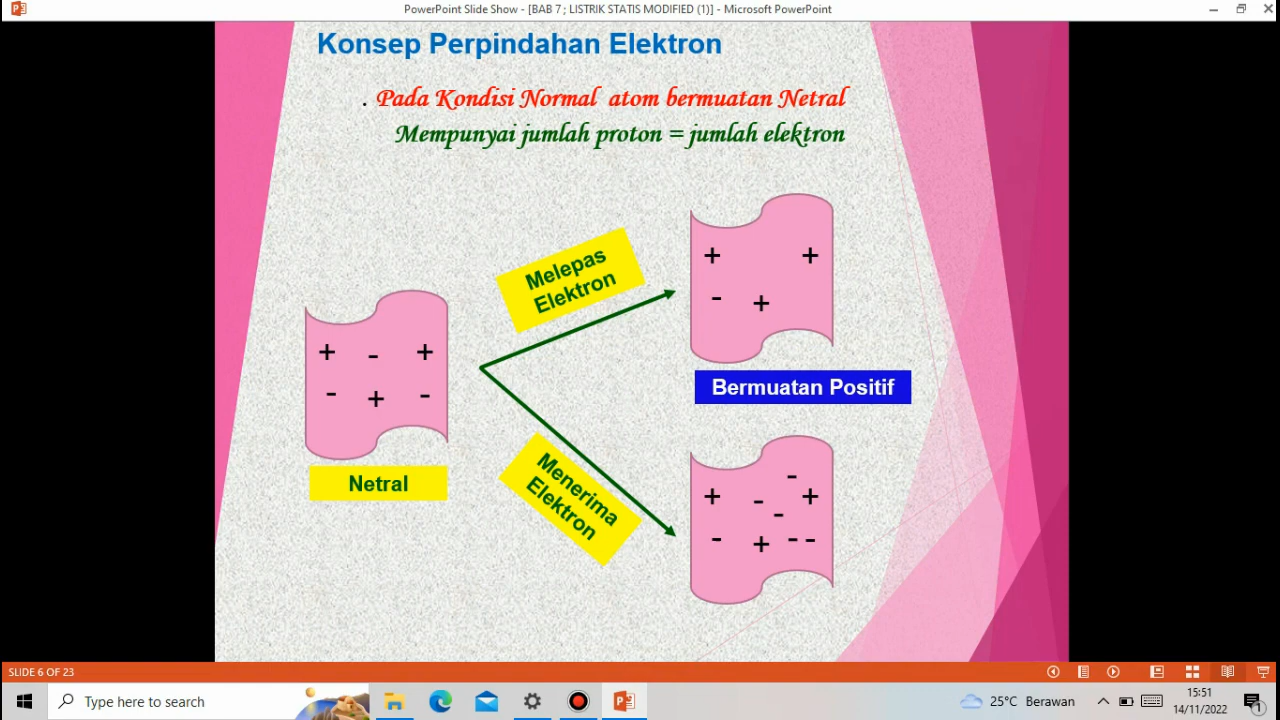 PowerPoint Slide Show - [BAB 7 ; LISTRIK STATIS MODIFIED (1)] - Microsoft PowerPoint
Konsep Perpindahan Elektron
. Pada Kondisi Normal atom bermuatan Netral
Mempunyai jumlah proton = jumlah elektron
+ - +
- + -
Netral
Melepas
Elektron
+ +
- +
Bermuatan Positif
Menerima
Elektron
-
+ - +
-
- + - -
SLIDE 6 OF 23
Type here to search
25°C Berawan
15:51
14/11/2022
1